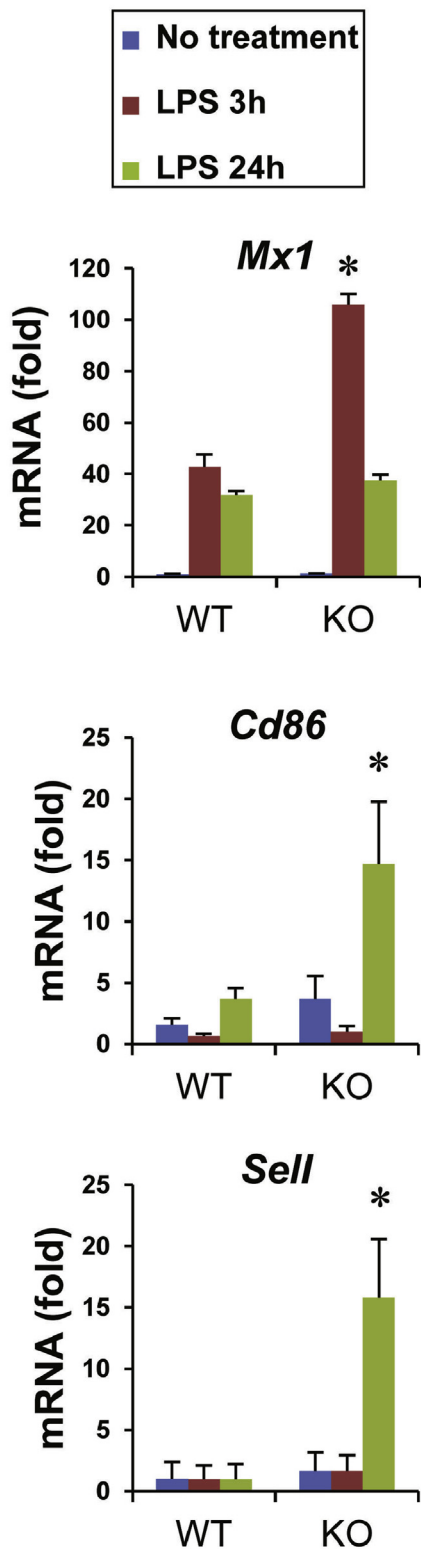 No treatment
LPS 3h
LPS 24h
Mx1
*
120
100
80
60
40
20
0
mRNA (fold)
WT KO
Cd86
*
25
20
15
10
5
0
mRNA (fold)
WT KO
Sell
*
25
20
15
10
5
0
mRNA (fold)
WT KO